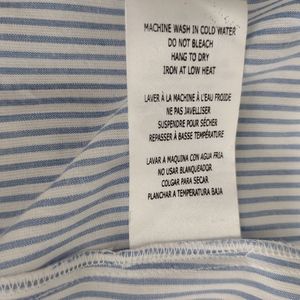 MACHINE WASH IN COLD WATER
DO NOT BLEACH
HANG TO DRY
IRON AT LOW HEAT
LAVER À LA MACHINE À L'EAU FROIDE
NE PAS JAVELLISER
SUSPENDRE POUR SÉCHER
REPASSER À BASSE TEMPÉRATURE
LAVAR A MAQUINA CON AGUA FRIA
NO USAR BLANQUEADOR
COLGAR PARA SECAR
PLANCHAR A TEMPERATURA BAJA